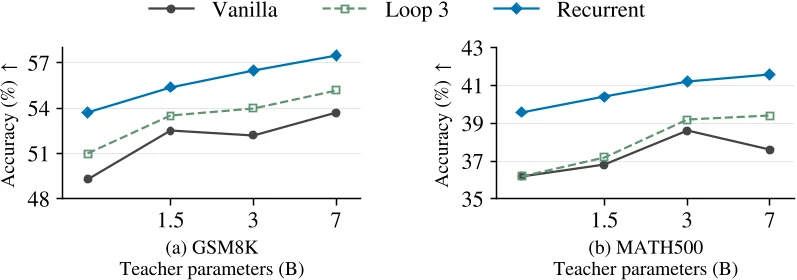 Vanilla Loop 3 Recurrent
Accuracy (%) ↑
57
54
51
48
1.5 3 7
(a) GSM8K
Teacher parameters (B)
Accuracy (%) ↑
43
41
39
37
35
1.5 3 7
(b) MATH500
Teacher parameters (B)